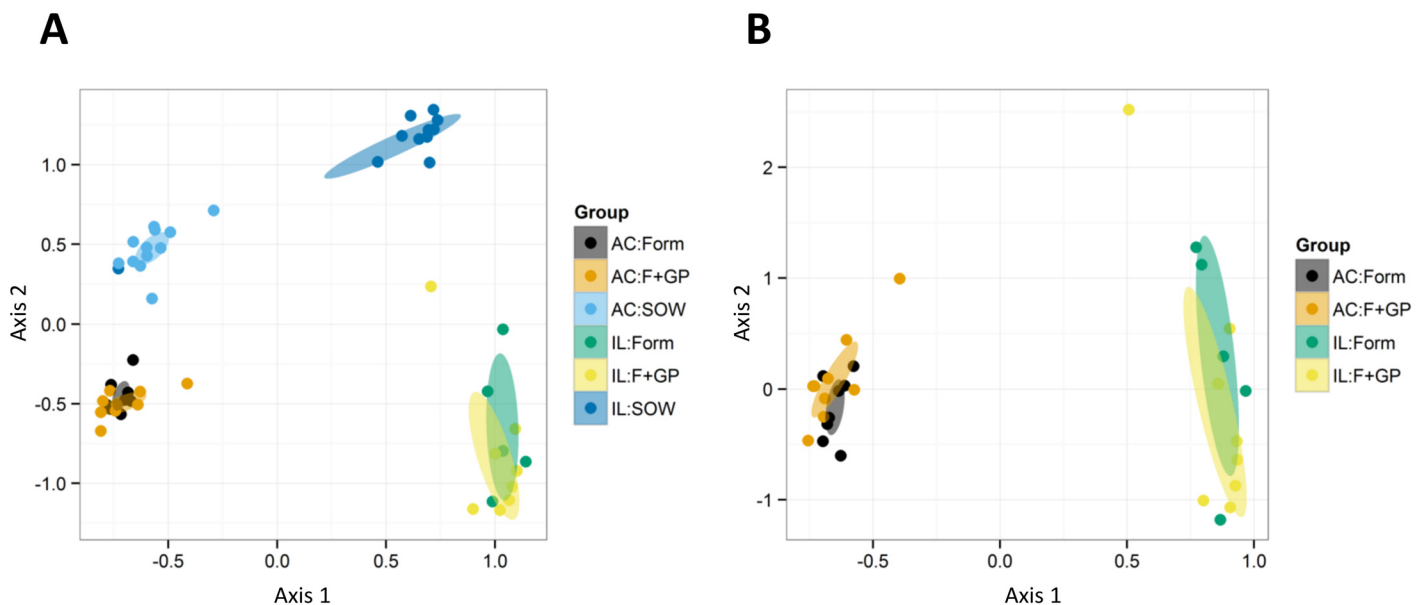 A
1.0
0.5
0.0
-0.5
-1.0
Axis 2
-0.5
0.0
0.5
1.0
Axis 1
Group
AC:Form
AC:F+GP
AC:SOW
IL:Form
IL:F+GP
IL:SOW
B
2
1
0
-1
Axis 2
-0.5
0.0
0.5
1.0
Axis 1
Group
AC:Form
AC:F+GP
IL:Form
IL:F+GP